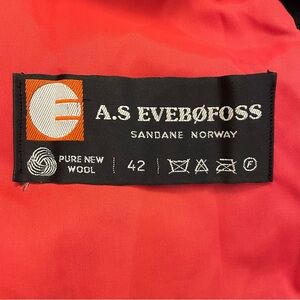 A.S EVEBØFOSS
SANDANE NORWAY
PURE NEW
WOOL
42
F